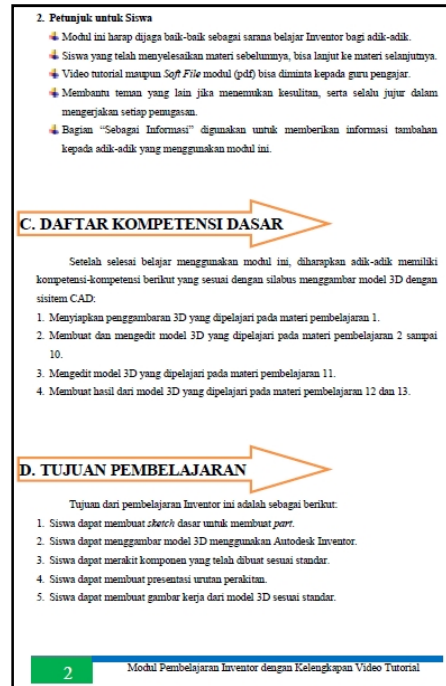 2. Petunjuk untuk Siswa
Modul ini harap dijaga baik-baik sebagai sarana belajar Inventor bagi adik-adik.
Siswa yang telah menyelesaikan materi sebelumnya, bisa lanjut ke materi selanjutnya.
Video tutorial maupun Soft File modul (pdf) bisa diminta kepada guru pengajar.
Membantu teman yang lain jika menemukan kesulitan, serta selalu jujur dalam
mengerjakan setiap penugasan.
Bagian “Sebagai Informasi” digunakan untuk memberikan informasi tambahan
kepada adik-adik yang menggunakan modul ini.
C. DAFTAR KOMPETENSI DASAR
Setelah selesai belajar menggunakan modul ini, diharapkan adik-adik memiliki
kompetensi-kompetensi berikut yang sesuai dengan silabus menggambar model 3D dengan
sisitem CAD:
1. Menyiapkan penggambaran 3D yang dipelajari pada materi pembelajaran 1.
2. Membuat dan mengedit model 3D yang dipelajari pada materi pembelajaran 2 sampai
10.
3. Mengedit model 3D yang dipelajari pada materi pembelajaran 11.
4. Membuat hasil dari model 3D yang dipelajari pada materi pembelajaran 12 dan 13.
D. TUJUAN PEMBELAJARAN
Tujuan dari pembelajaran Inventor ini adalah sebagai berikut:
1. Siswa dapat membuat sketch dasar untuk membuat part.
2. Siswa dapat menggambar model 3D menggunakan Autodesk Inventor.
3. Siswa dapat merakit komponen yang telah dibuat sesuai standar.
4. Siswa dapat membuat presentasi urutan perakitan.
5. Siswa dapat membuat gambar kerja dari model 3D sesuai standar.
2 Modul Pembelajaran Inventor dengan Kelengkapan Video Tutorial